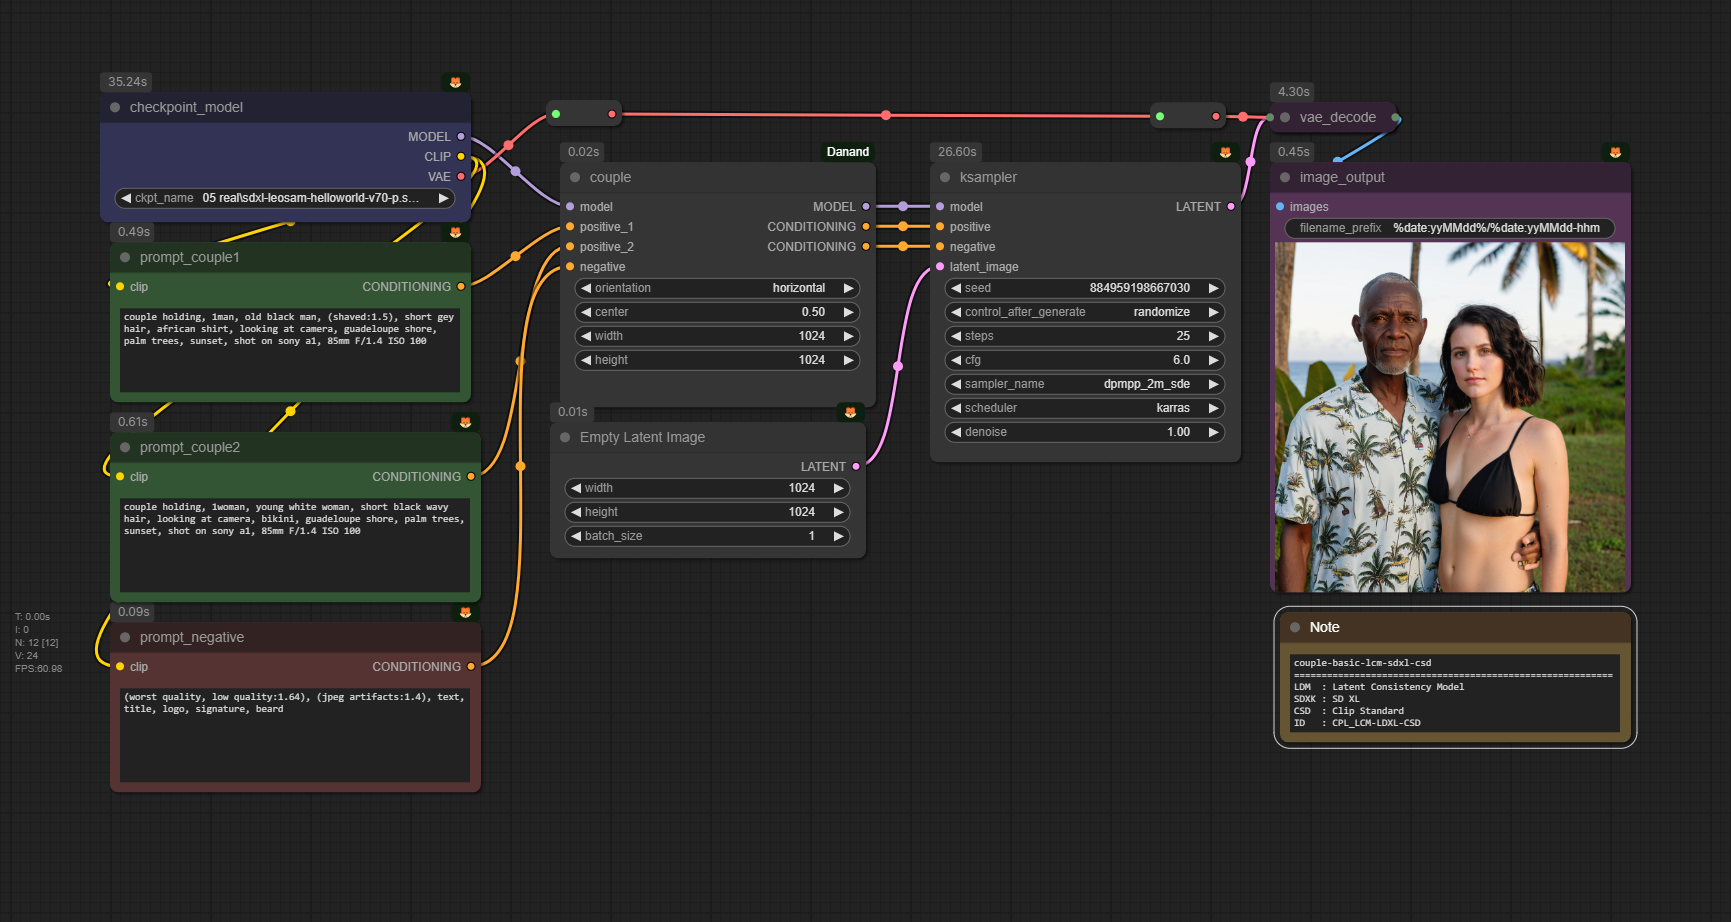 35.24s
checkpoint_model
MODEL
CLIP
VAE
ckpt_name 05 real\sdxl-leosam-helloworld-v70-p.s...
0.49s
prompt_couple1
clip CONDITIONING
couple holding, 1man, old black man, (shaved:1.5), short gey
hair, african shirt, looking at camera, guadeloupe shore,
palm trees, sunset, shot on sony a1, 85mm F/1.4 ISO 100
0.61s
prompt_couple2
clip CONDITIONING
couple holding, 1woman, young white woman, short black wavy
hair, looking at camera, bikini, guadeloupe shore, palm trees,
sunset, shot on sony a1, 85mm F/1.4 ISO 100
0.09s
prompt_negative
clip CONDITIONING
(worst quality, low quality:1.64), (jpeg artifacts:1.4), text,
title, logo, signature, beard
T: 0.00s
I: 0
N: 12 [12]
V: 24
FPS:60.98
0.02s Danand
couple
model MODEL
positive_1 CONDITIONING
positive_2 CONDITIONING
negative
orientation horizontal
center 0.50
width 1024
height 1024
0.01s
Empty Latent Image
LATENT
width 1024
height 1024
batch_size 1
26.60s
ksampler
model LATENT
positive
negative
latent_image
seed 884959198667030
control_after_generate randomize
steps 25
cfg 6.0
sampler_name dpmpp_2m_sde
scheduler karras
denoise 1.00
4.30s
vae_decode
0.45s
image_output
images
filename_prefix %date:yyMMdd%/%date:yyMMdd-hhm
Note
couple-basic-lcm-sdxl-csd
==========================================================
LDM : Latent Consistency Model
SDXK : SD XL
CSD : Clip Standard
ID : CPL_LCM-LDXL-CSD